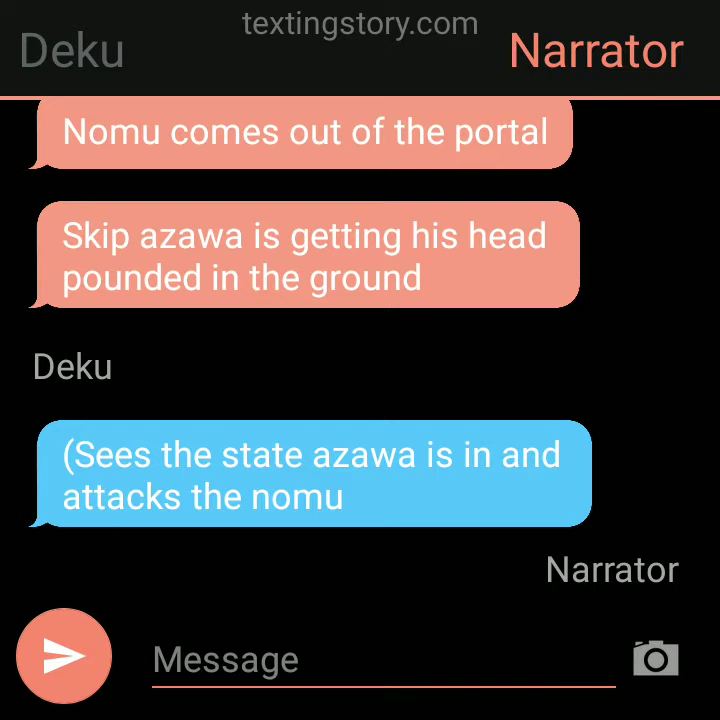 textingstory.com
Deku
Narrator
Nomu comes out of the portal
Skip azawa is getting his head
pounded in the ground
Deku
(Sees the state azawa is in and
attacks the nomu
Narrator
Message